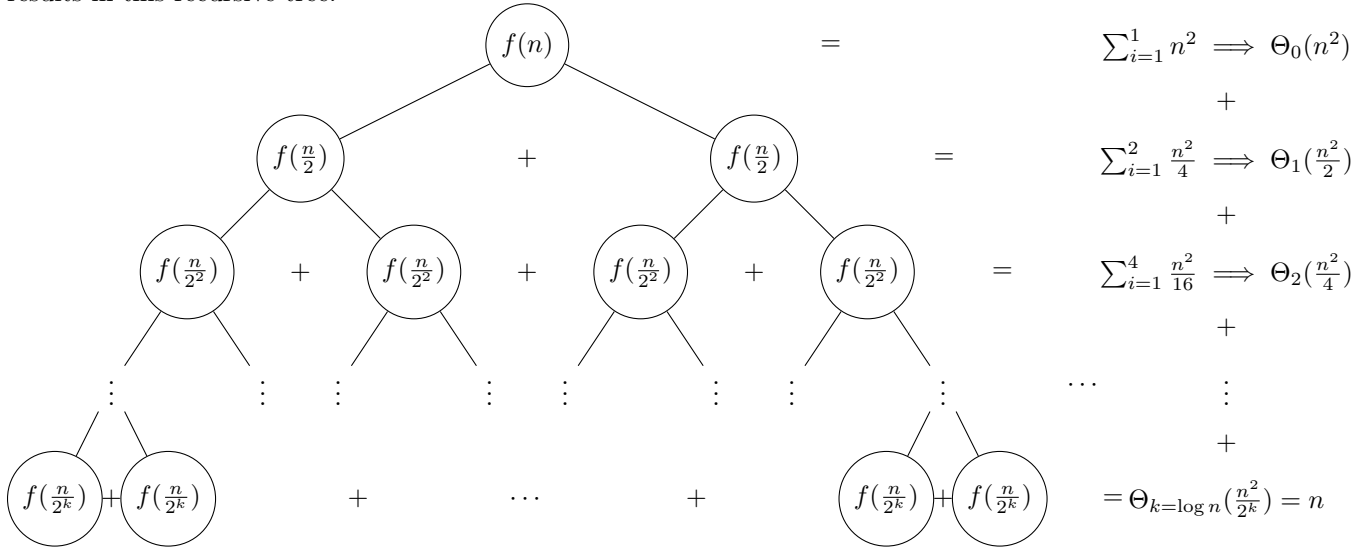 results in this recursive tree.
f(n) = ∑_{i=1}^{1} n^2 ⟹ Θ_0(n^2)
+
f(n/2) + f(n/2) = ∑_{i=1}^{2} n^2/4 ⟹ Θ_1(n^2/2)
+
f(n/2^2) + f(n/2^2) + f(n/2^2) + f(n/2^2) = ∑_{i=1}^{4} n^2/16 ⟹ Θ_2(n^2/4)
+
⋮ ⋮ ⋮ ⋮ ⋮ ⋮ ⋮ ⋮ ⋯ ⋮
+
f(n/2^k) + f(n/2^k) + ⋯ + f(n/2^k) + f(n/2^k) = Θ_{k=log n}(n^2/2^k) = n